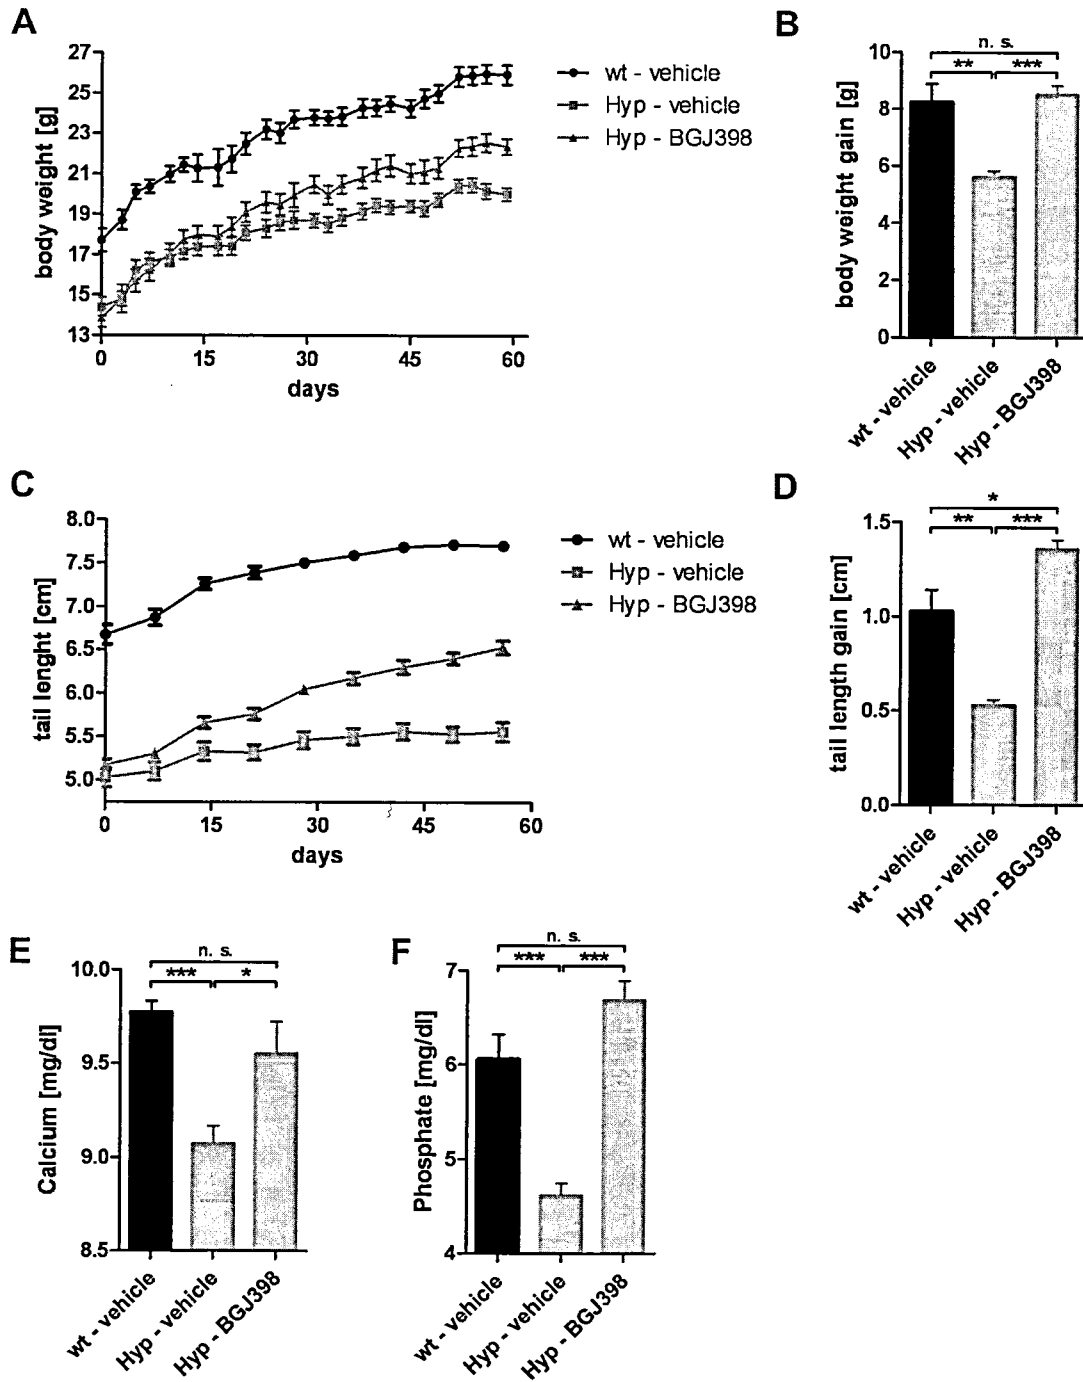 A
27
25
23
21
19
17
15
13
body weight [g]
0 15 30 45 60
days
wt - vehicle
Hyp - vehicle
Hyp - BGJ398
B
n. s.
** ***
10
8
6
4
2
0
body weight gain [g]
wt - vehicle
Hyp - vehicle
Hyp - BGJ398
C
8.0
7.5
7.0
6.5
6.0
5.5
5.0
tail lenght [cm]
0 15 30 45 60
days
wt - vehicle
Hyp - vehicle
Hyp - BGJ398
D
*
** ***
1.5
1.0
0.5
0.0
tail length gain [cm]
wt - vehicle
Hyp - vehicle
Hyp - BGJ398
E
n. s.
*** *
10.0
9.5
9.0
8.5
Calcium [mg/dl]
wt - vehicle
Hyp - vehicle
Hyp - BGJ398
F
n. s.
*** ***
7
6
5
4
Phosphate [mg/dl]
wt - vehicle
Hyp - vehicle
Hyp - BGJ398